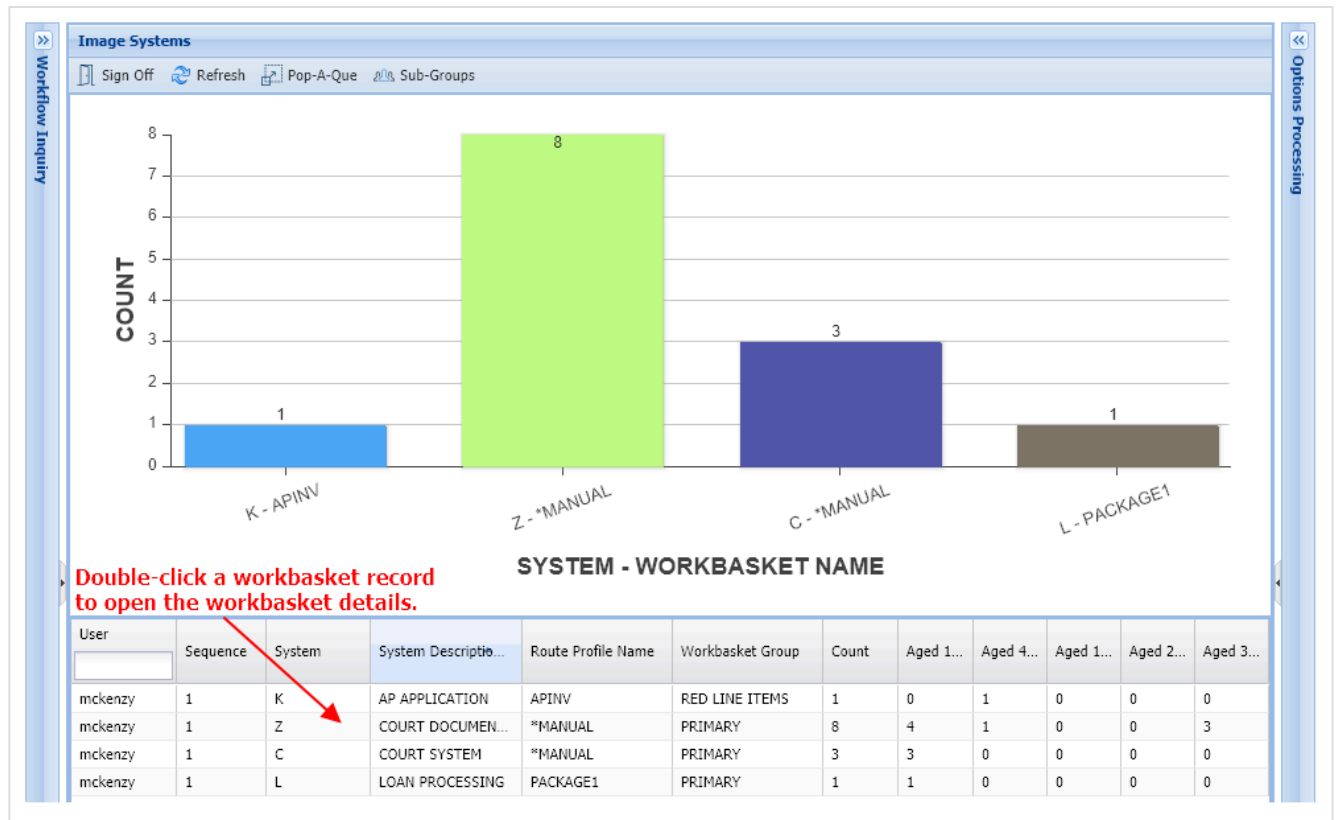 Workflow Inquiry
Image Systems
Options Processing
Sign Off Refresh Pop-A-Que Sub-Groups
COUNT
8
7
6
5
4
3
2
1
0
1
8
3
1
K - APINV
Z - *MANUAL
C - *MANUAL
L - PACKAGE1
SYSTEM - WORKBASKET NAME
Double-click a workbasket record
to open the workbasket details.
User Sequence System System Descriptio... Route Profile Name Workbasket Group Count Aged 1... Aged 4... Aged 1... Aged 2... Aged 3...
mckenzy 1 K AP APPLICATION APINV RED LINE ITEMS 1 0 1 0 0 0
mckenzy 1 Z COURT DOCUMEN... *MANUAL PRIMARY 8 4 1 0 0 3
mckenzy 1 C COURT SYSTEM *MANUAL PRIMARY 3 3 0 0 0 0
mckenzy 1 L LOAN PROCESSING PACKAGE1 PRIMARY 1 1 0 0 0 0